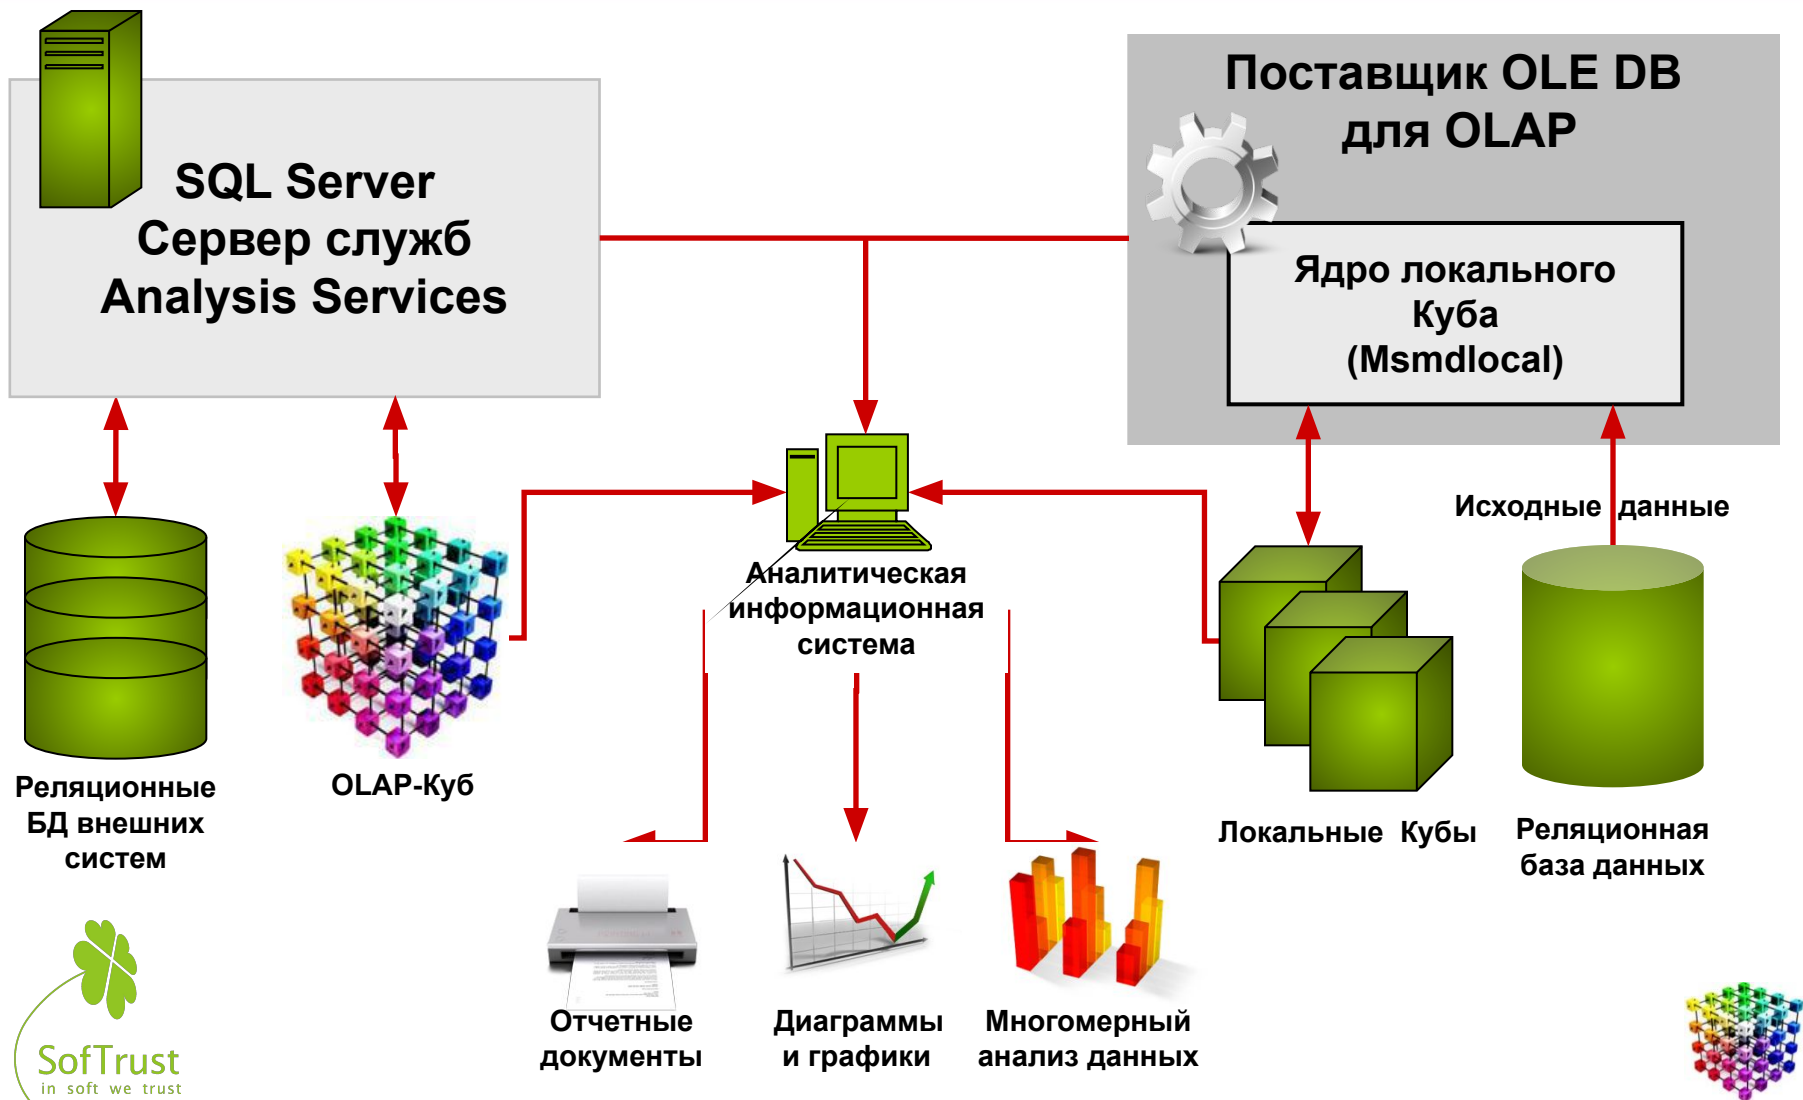 Поставщик OLE DB
для OLAP
SQL Server
Сервер служб
Analysis Services
Ядро локального
Куба
(Msmdlocal)
Исходные данные
Аналитическая
информационная
система
Реляционные
БД внешних
систем
OLAP-Куб
Локальные Кубы
Реляционная
база данных
Отчетные
документы
Диаграммы
и графики
Многомерный
анализ данных
SofTrust
in soft we trust